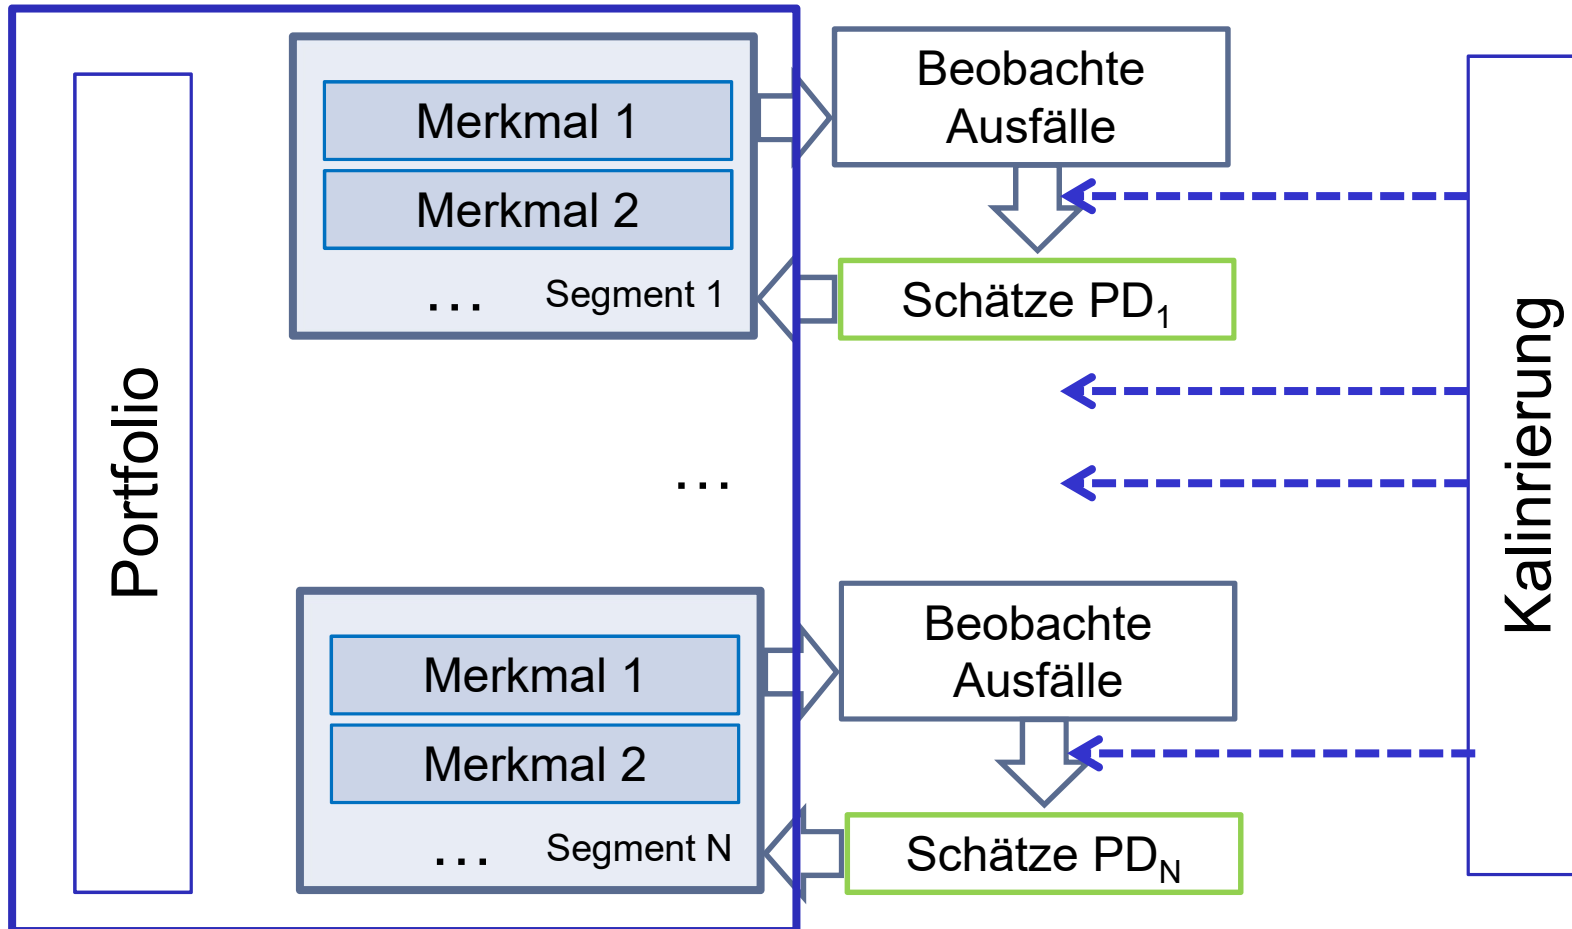 Portfolio
Merkmal 1
Merkmal 2
... Segment 1
Beobachte
Ausfälle
Schätze PD₁
...
Merkmal 1
Merkmal 2
... Segment N
Beobachte
Ausfälle
Schätze PD_N
Kalinrierung